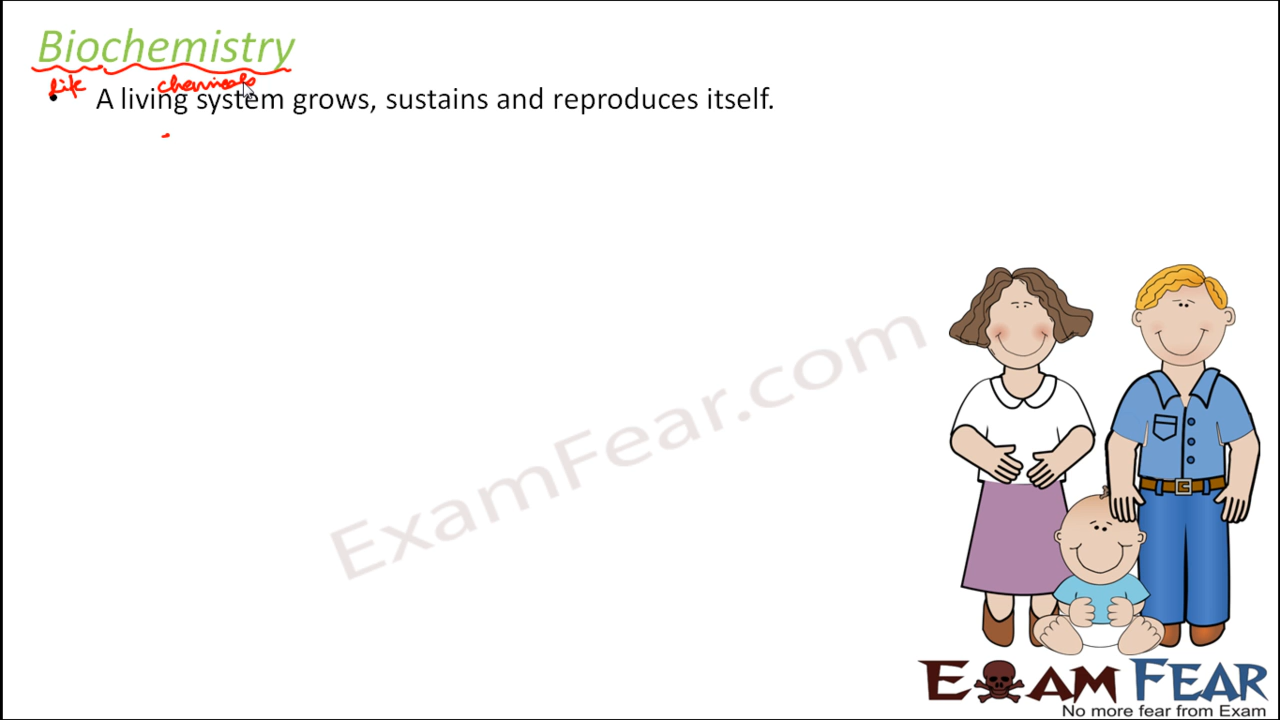 Biochemistry
life chemicals
• A living system grows, sustains and reproduces itself.
ExamFear.com
EXAM FEAR
No more fear from Exam